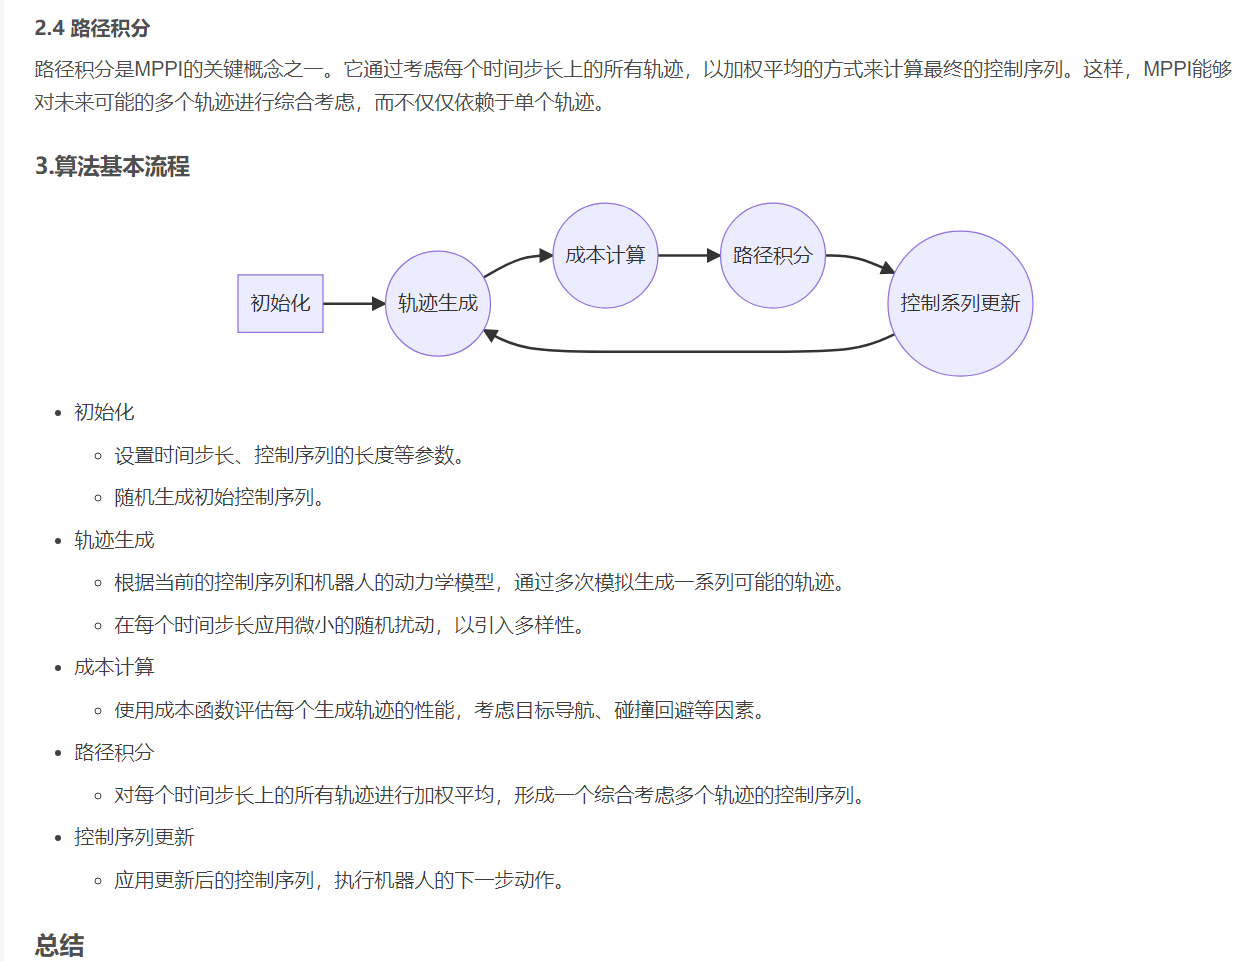 2.4 路径积分
路径积分是MPPI的关键概念之一。它通过考虑每个时间步长上的所有轨迹，以加权平均的方式来计算最终的控制序列。这样，MPPI能够
对未来可能的多个轨迹进行综合考虑，而不仅仅依赖于单个轨迹。
3.算法基本流程
初始化
轨迹生成
成本计算
路径积分
控制系列更新
初始化
设置时间步长、控制序列的长度等参数。
随机生成初始控制序列。
轨迹生成
根据当前的控制序列和机器人的动力学模型，通过多次模拟生成一系列可能的轨迹。
在每个时间步长应用微小的随机扰动，以引入多样性。
成本计算
使用成本函数评估每个生成轨迹的性能，考虑目标导航、碰撞回避等因素。
路径积分
对每个时间步长上的所有轨迹进行加权平均，形成一个综合考虑多个轨迹的控制序列。
控制序列更新
应用更新后的控制序列，执行机器人的下一步动作。
总结